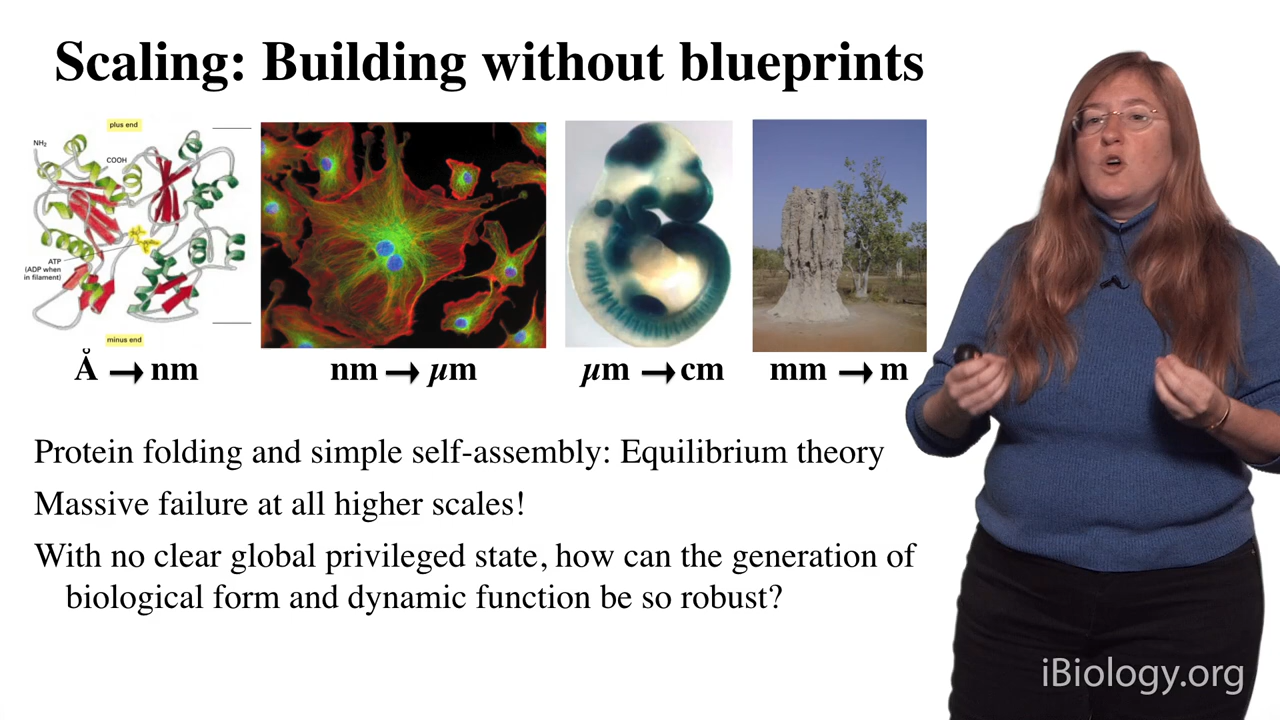 Scaling: Building without blueprints
plus end
NH2
COOH
ATP
(ADP when
in filament)
minus end
Å → nm
nm → µm
µm → cm
mm → m
Protein folding and simple self-assembly: Equilibrium theory
Massive failure at all higher scales!
With no clear global privileged state, how can the generation of
biological form and dynamic function be so robust?
iBiology.org